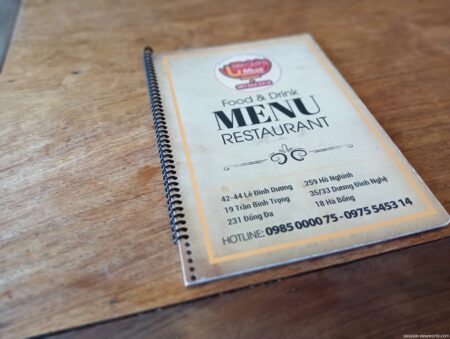 Food & Drink
MENU
RESTAURANT
42-44 Lê Đình Dương
19 Trần Bình Trọng
231 Đống Đa
259 Hồ Nghinh
35/33 Dương Đình Nghệ
18 Hà Bổng
HOTLINE: 0985 0000 75 - 0975 5453 14